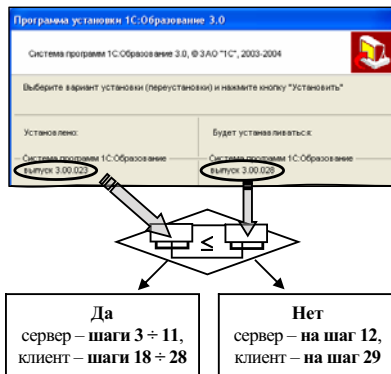 Программа установки 1С:Образование 3.0
Система программ 1С:Образование 3.0, © ЗАО "1С", 2003-2004
Выберите вариант установки (переустановки) и нажмите кнопку "Установить"
Установлено:
Будет устанавливаться:
Система программ 1С:Образование
Система программ 1С:Образование
выпуск 3.00.023
выпуск 3.00.028
≤
Да
сервер – шаги 3 ÷ 11,
клиент – шаги 18 ÷ 28
Нет
сервер – на шаг 12,
клиент – на шаг 29